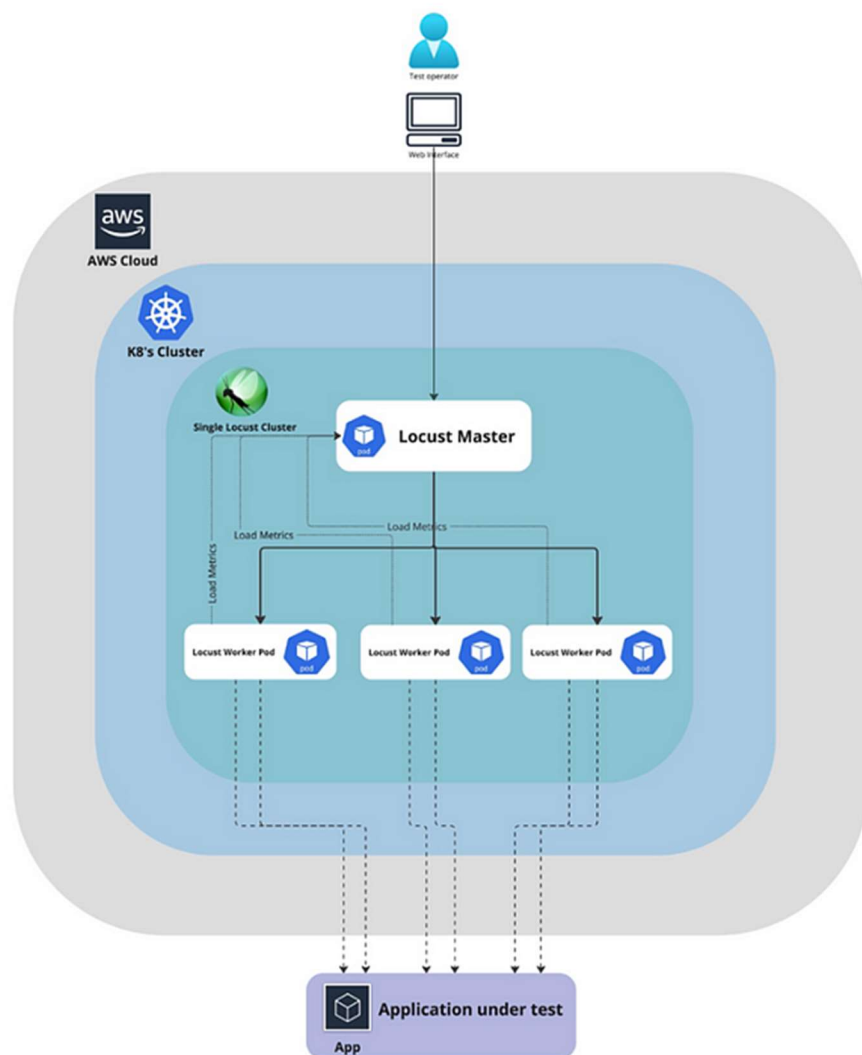 Test operator
Web Interface
aws
AWS Cloud
K8's Cluster
Single Locust Cluster
pod
Locust Master
Load Metrics
Load Metrics
Load Metrics
Locust Worker Pod
pod
Locust Worker Pod
pod
Locust Worker Pod
pod
Application under test
App